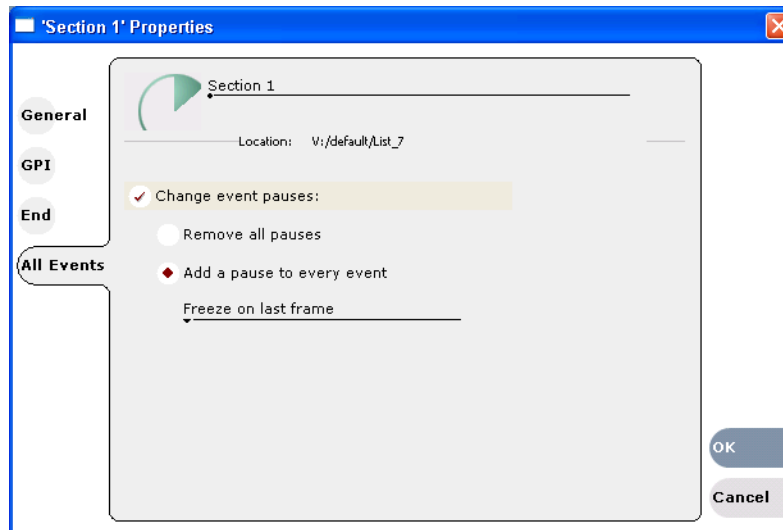 'Section 1' Properties
Section 1
Location: V:/default/List_7
General
GPI
End
All Events
Change event pauses:
Remove all pauses
Add a pause to every event
Freeze on last frame
OK
Cancel